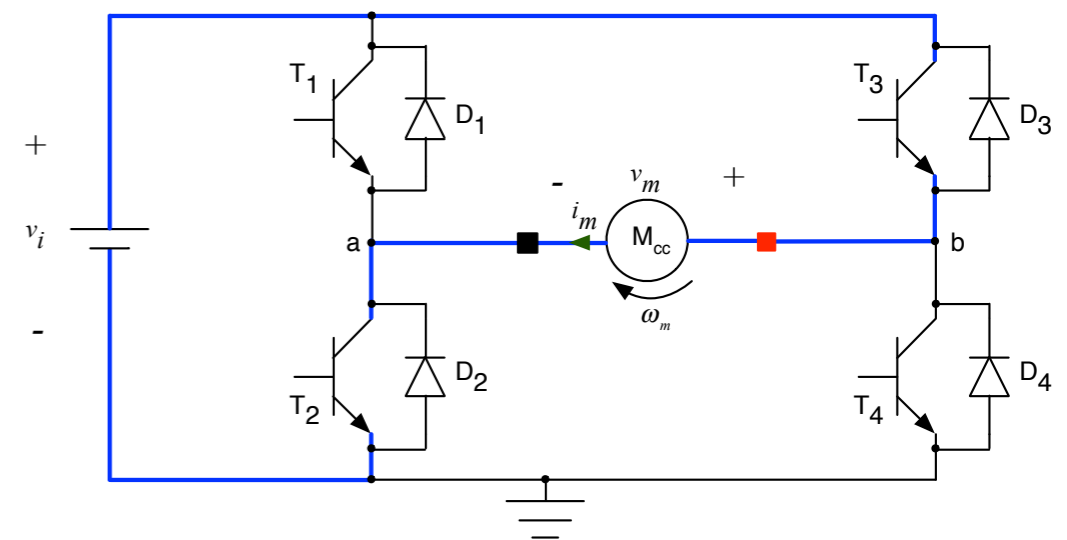 T1
D1
T3
D3
+
vi
-
-
vm
+
im
a
Mcc
b
ωm
T2
D2
T4
D4